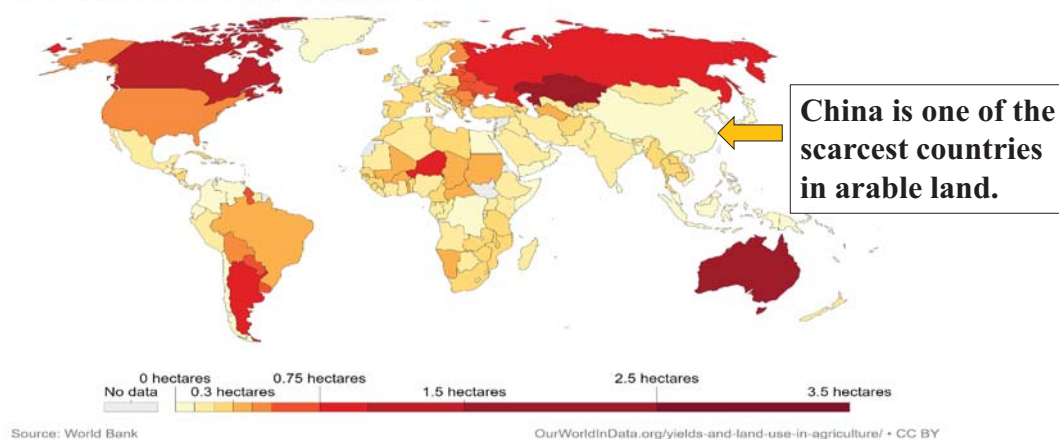 China is one of the
scarcest countries
in arable land.
0 hectares 0.75 hectares 2.5 hectares
No data 0.3 hectares 1.5 hectares 3.5 hectares
Source: World Bank OurWorldInData.org/yields-and-land-use-in-agriculture/ • CC BY